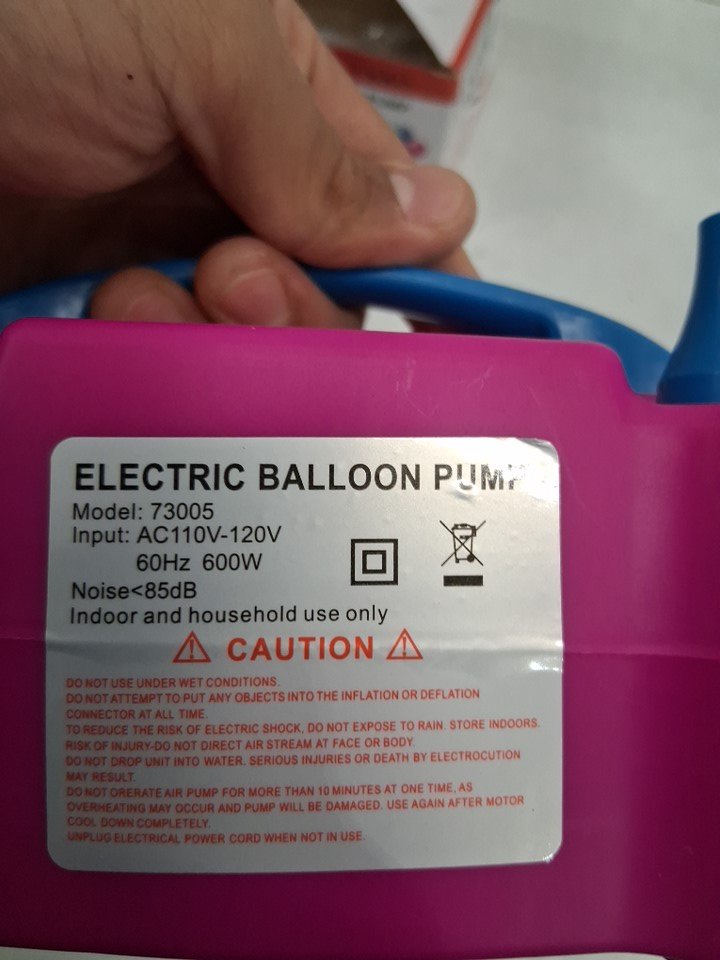 ELECTRIC BALLOON PUMP
Model: 73005
Input: AC110V-120V
60Hz 600W
Noise<85dB
Indoor and household use only
CAUTION
DO NOT USE UNDER WET CONDITIONS.
DO NOT ATTEMPT TO PUT ANY OBJECTS INTO THE INFLATION OR DEFLATION
CONNECTOR AT ALL TIME.
TO REDUCE THE RISK OF ELECTRIC SHOCK, DO NOT EXPOSE TO RAIN. STORE INDOORS.
RISK OF INJURY-DO NOT DIRECT AIR STREAM AT FACE OR BODY.
DO NOT DROP UNIT INTO WATER. SERIOUS INJURIES OR DEATH BY ELECTROCUTION
MAY RESULT.
DO NOT ORERATE AIR PUMP FOR MORE THAN 10 MINUTES AT ONE TIME, AS
OVERHEATING MAY OCCUR AND PUMP WILL BE DAMAGED. USE AGAIN AFTER MOTOR
COOL DOWN COMPLETELY.
UNPLUG ELECTRICAL POWER CORD WHEN NOT IN USE.